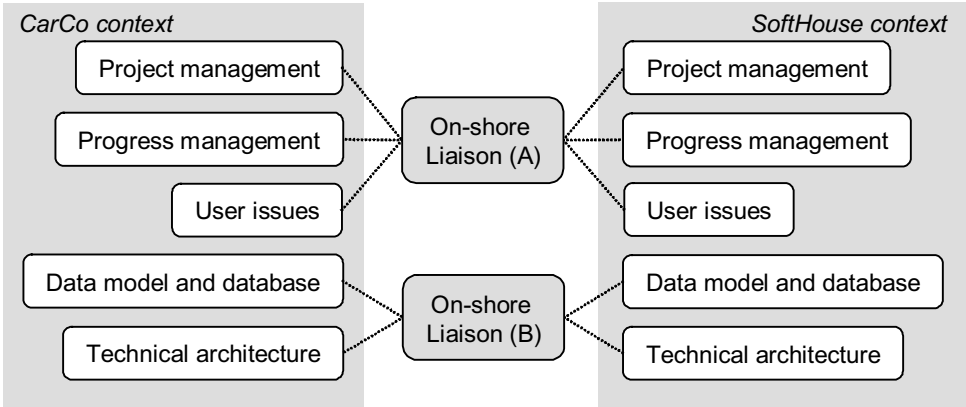 CarCo context
SoftHouse context
Project management
Project management
On-shore
Liaison (A)
Progress management
Progress management
User issues
User issues
Data model and database
Data model and database
On-shore
Liaison (B)
Technical architecture
Technical architecture